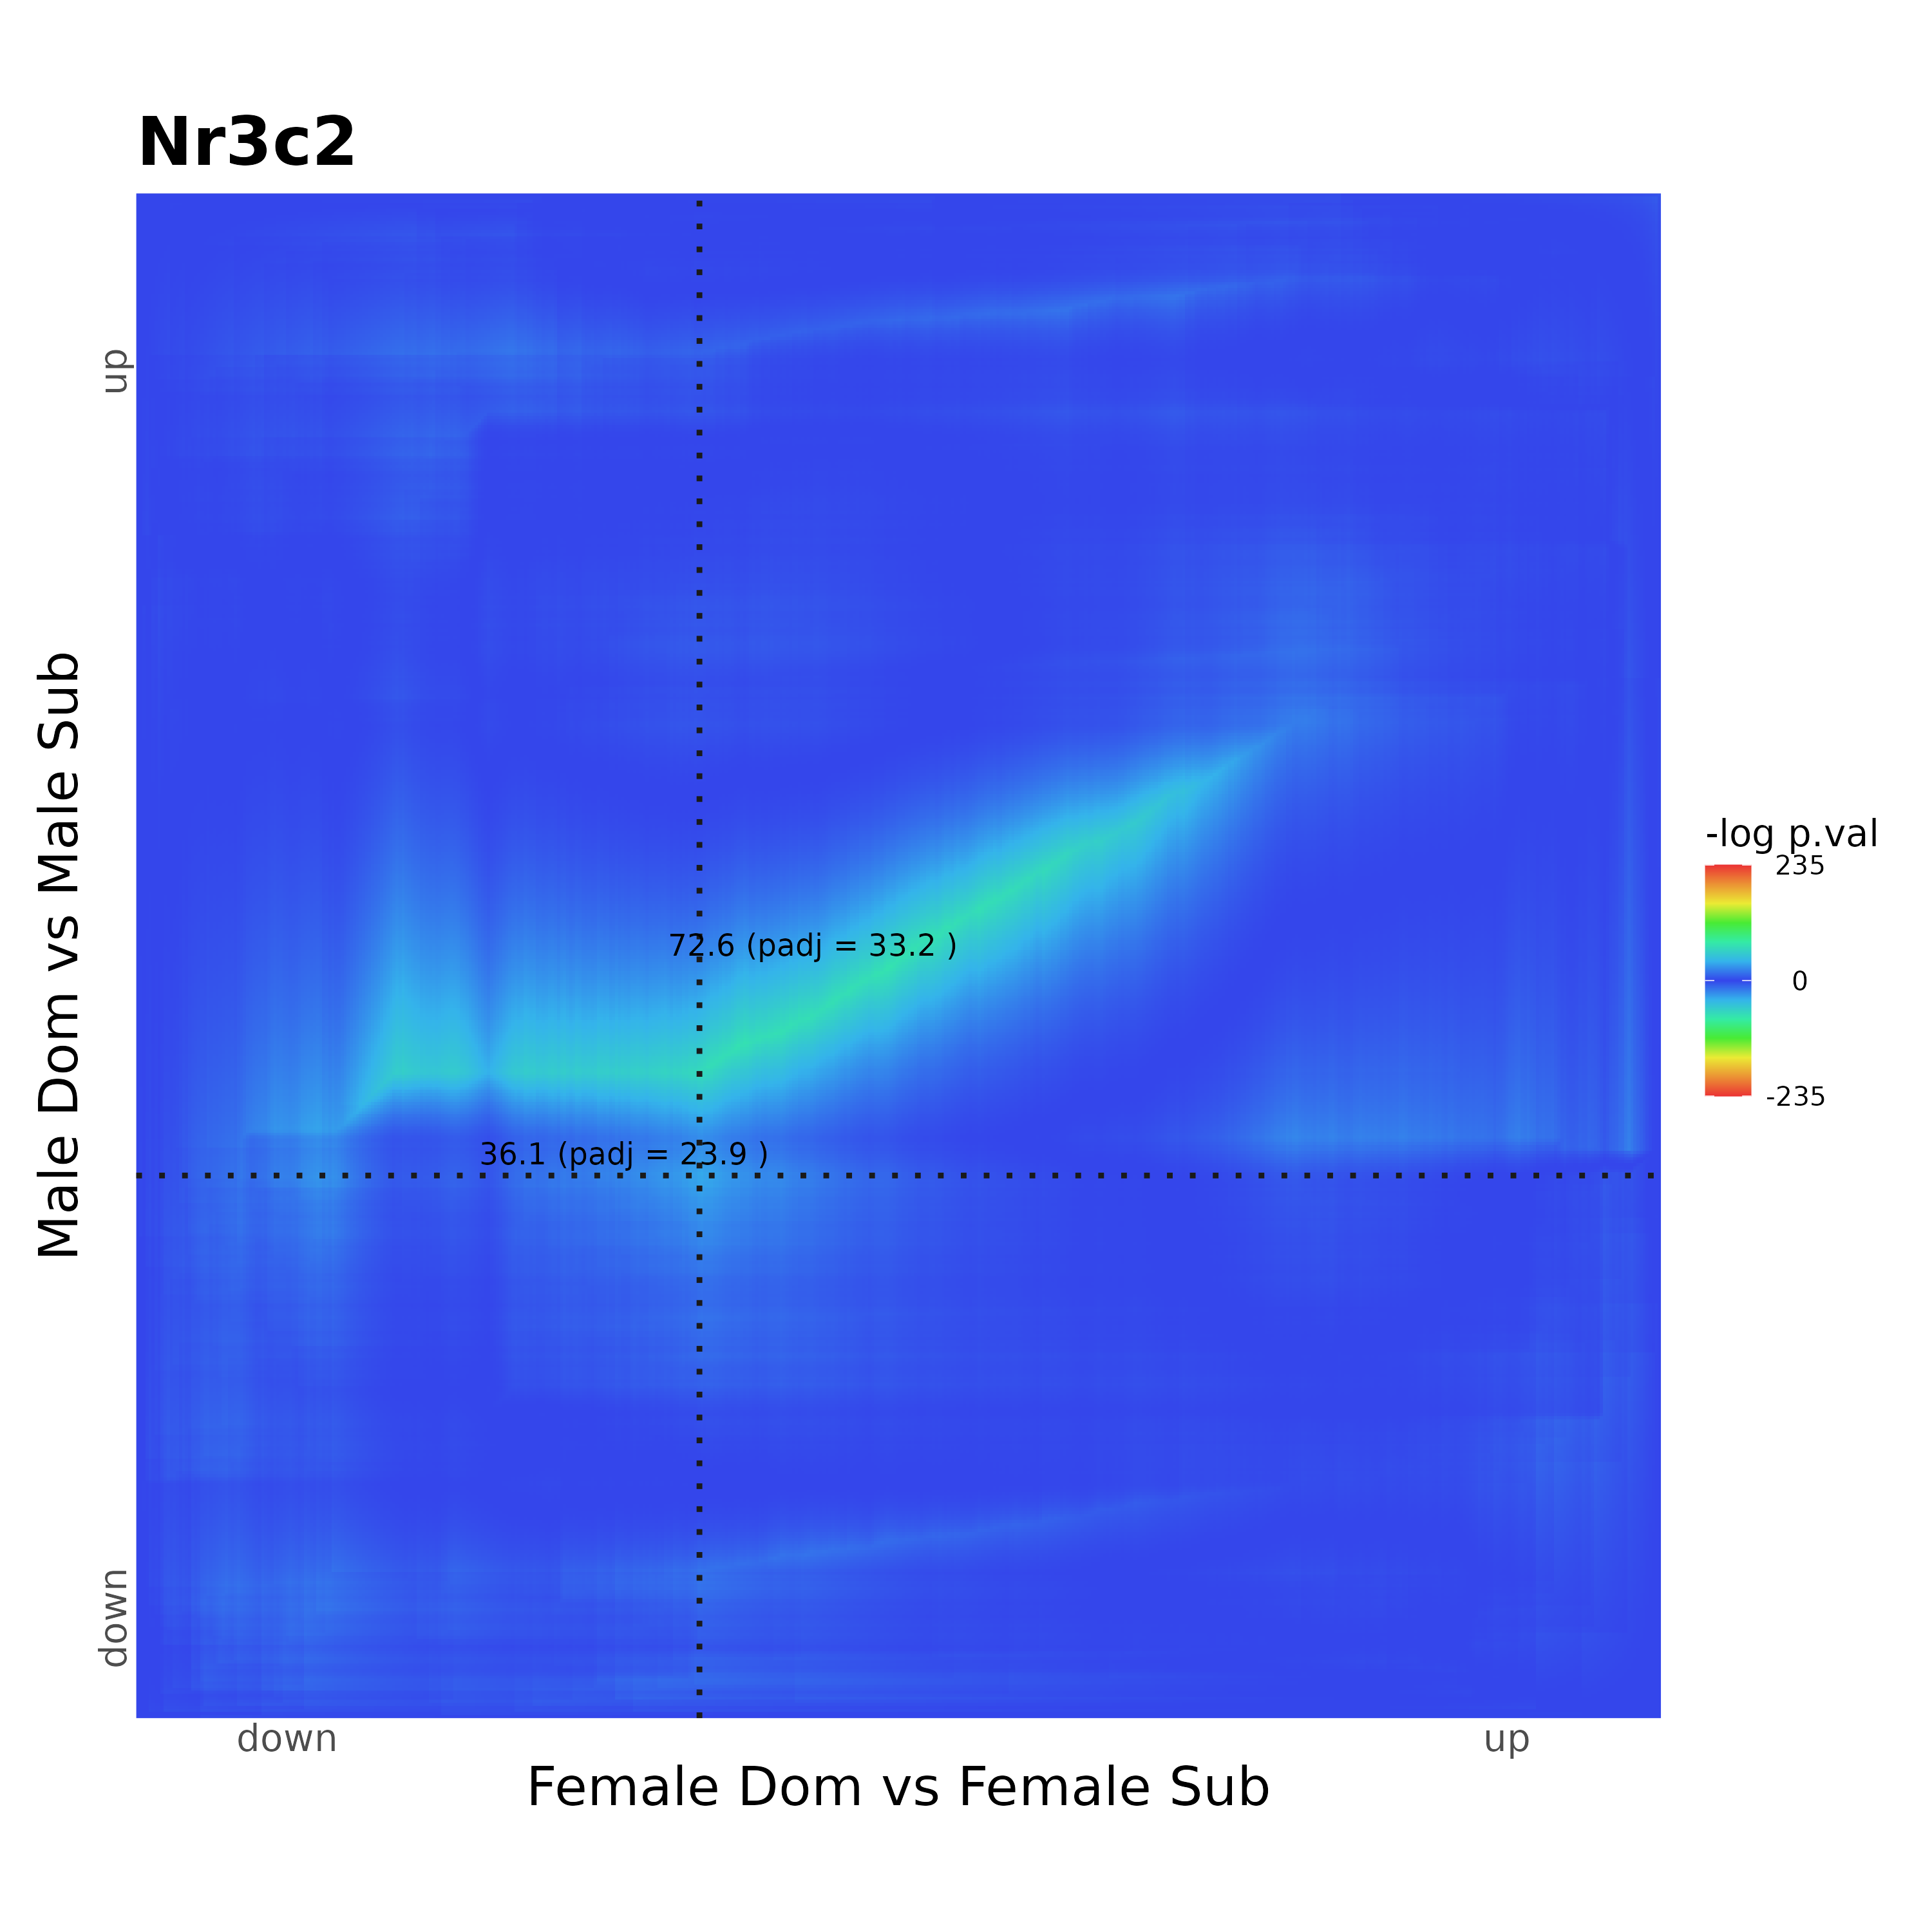 Nr3c2
up
Male Dom vs Male Sub
down
72.6 (padj = 33.2 )
36.1 (padj = 23.9 )
-log p.val
235
0
-235
down
up
Female Dom vs Female Sub